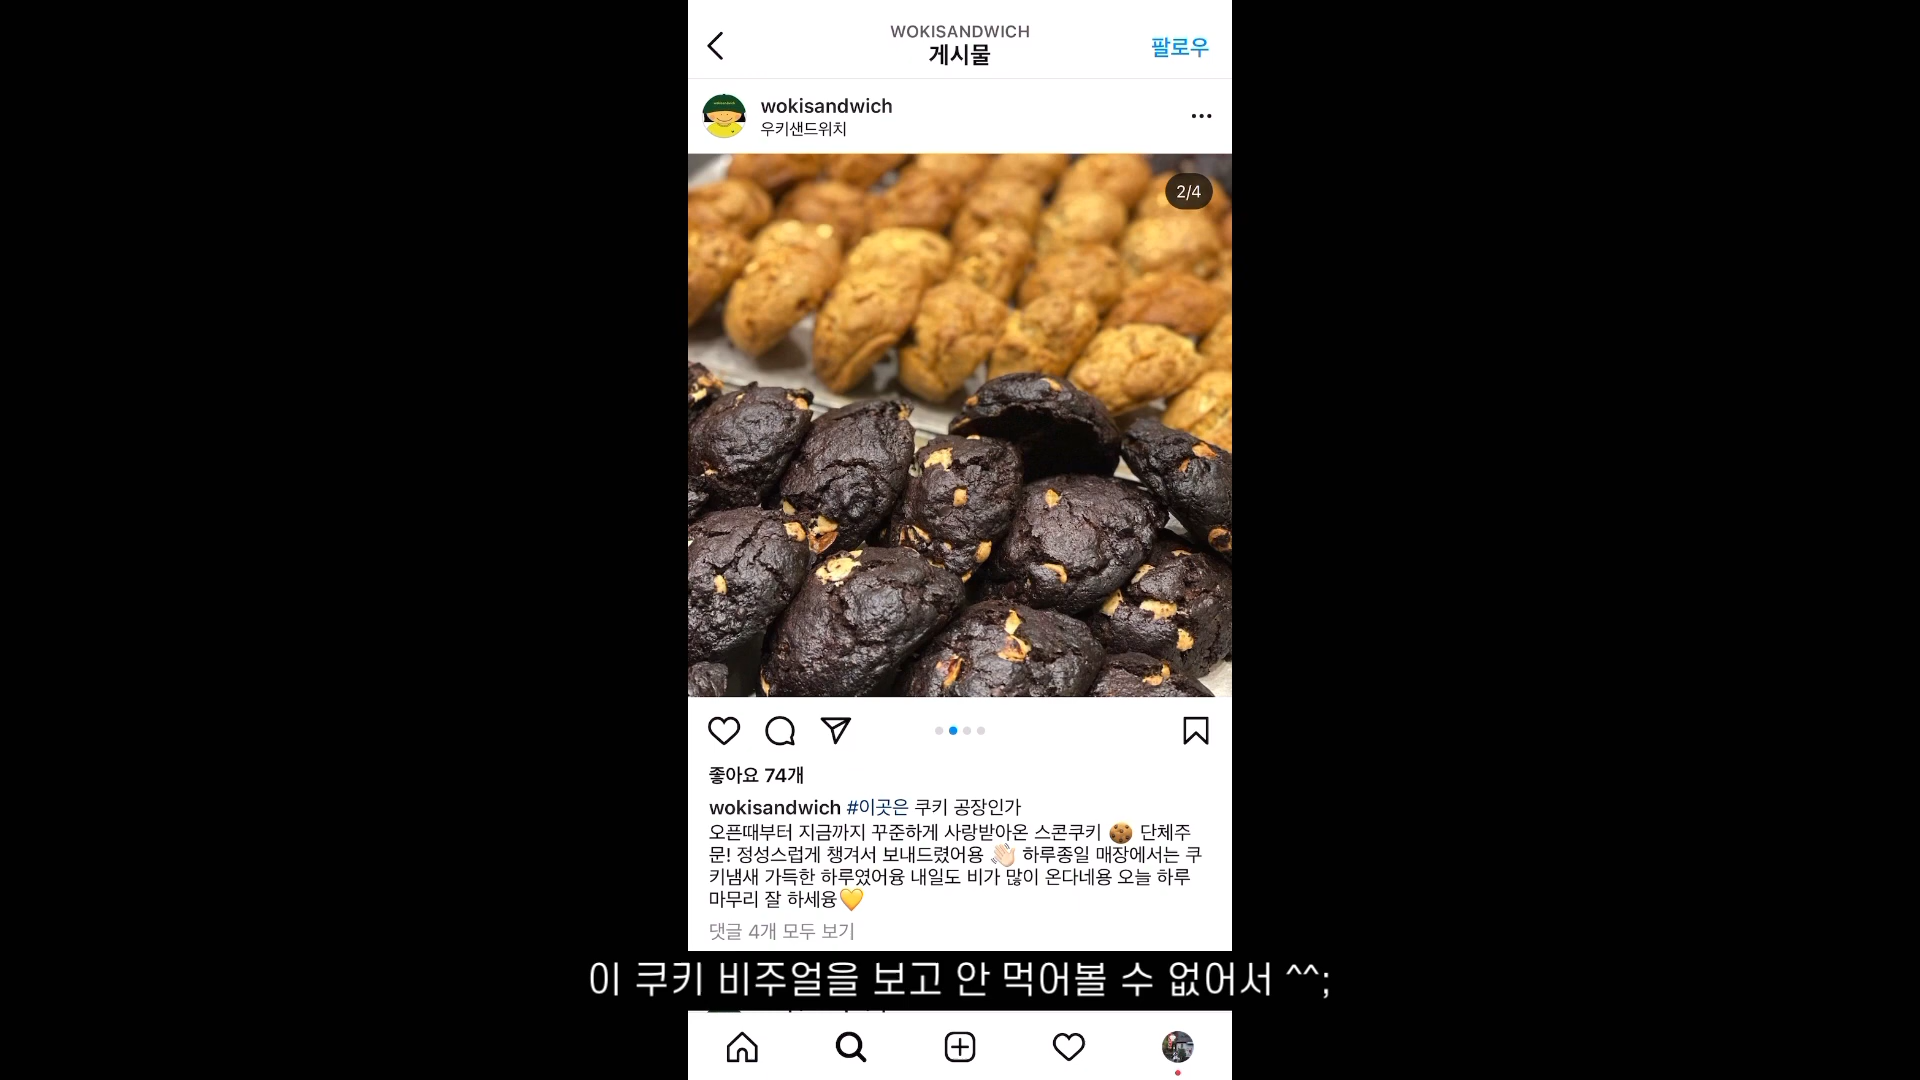 WOKISANDWICH
게시물
팔로우
wokisandwich
우키샌드위치
2/4
좋아요 74개
wokisandwich #이곳은 쿠키 공장인가
오픈때부터 지금까지 꾸준하게 사랑받아온 스콘쿠키 🍪 단체주
문! 정성스럽게 챙겨서 보내드렸어용 👋🏻 하루종일 매장에서는 쿠
키냄새 가득한 하루였어융 내일도 비가 많이 온다네용 오늘 하루
마무리 잘 하세융💛
댓글 4개 모두 보기
이 쿠키 비주얼을 보고 안 먹어볼 수 없어서 ^^;